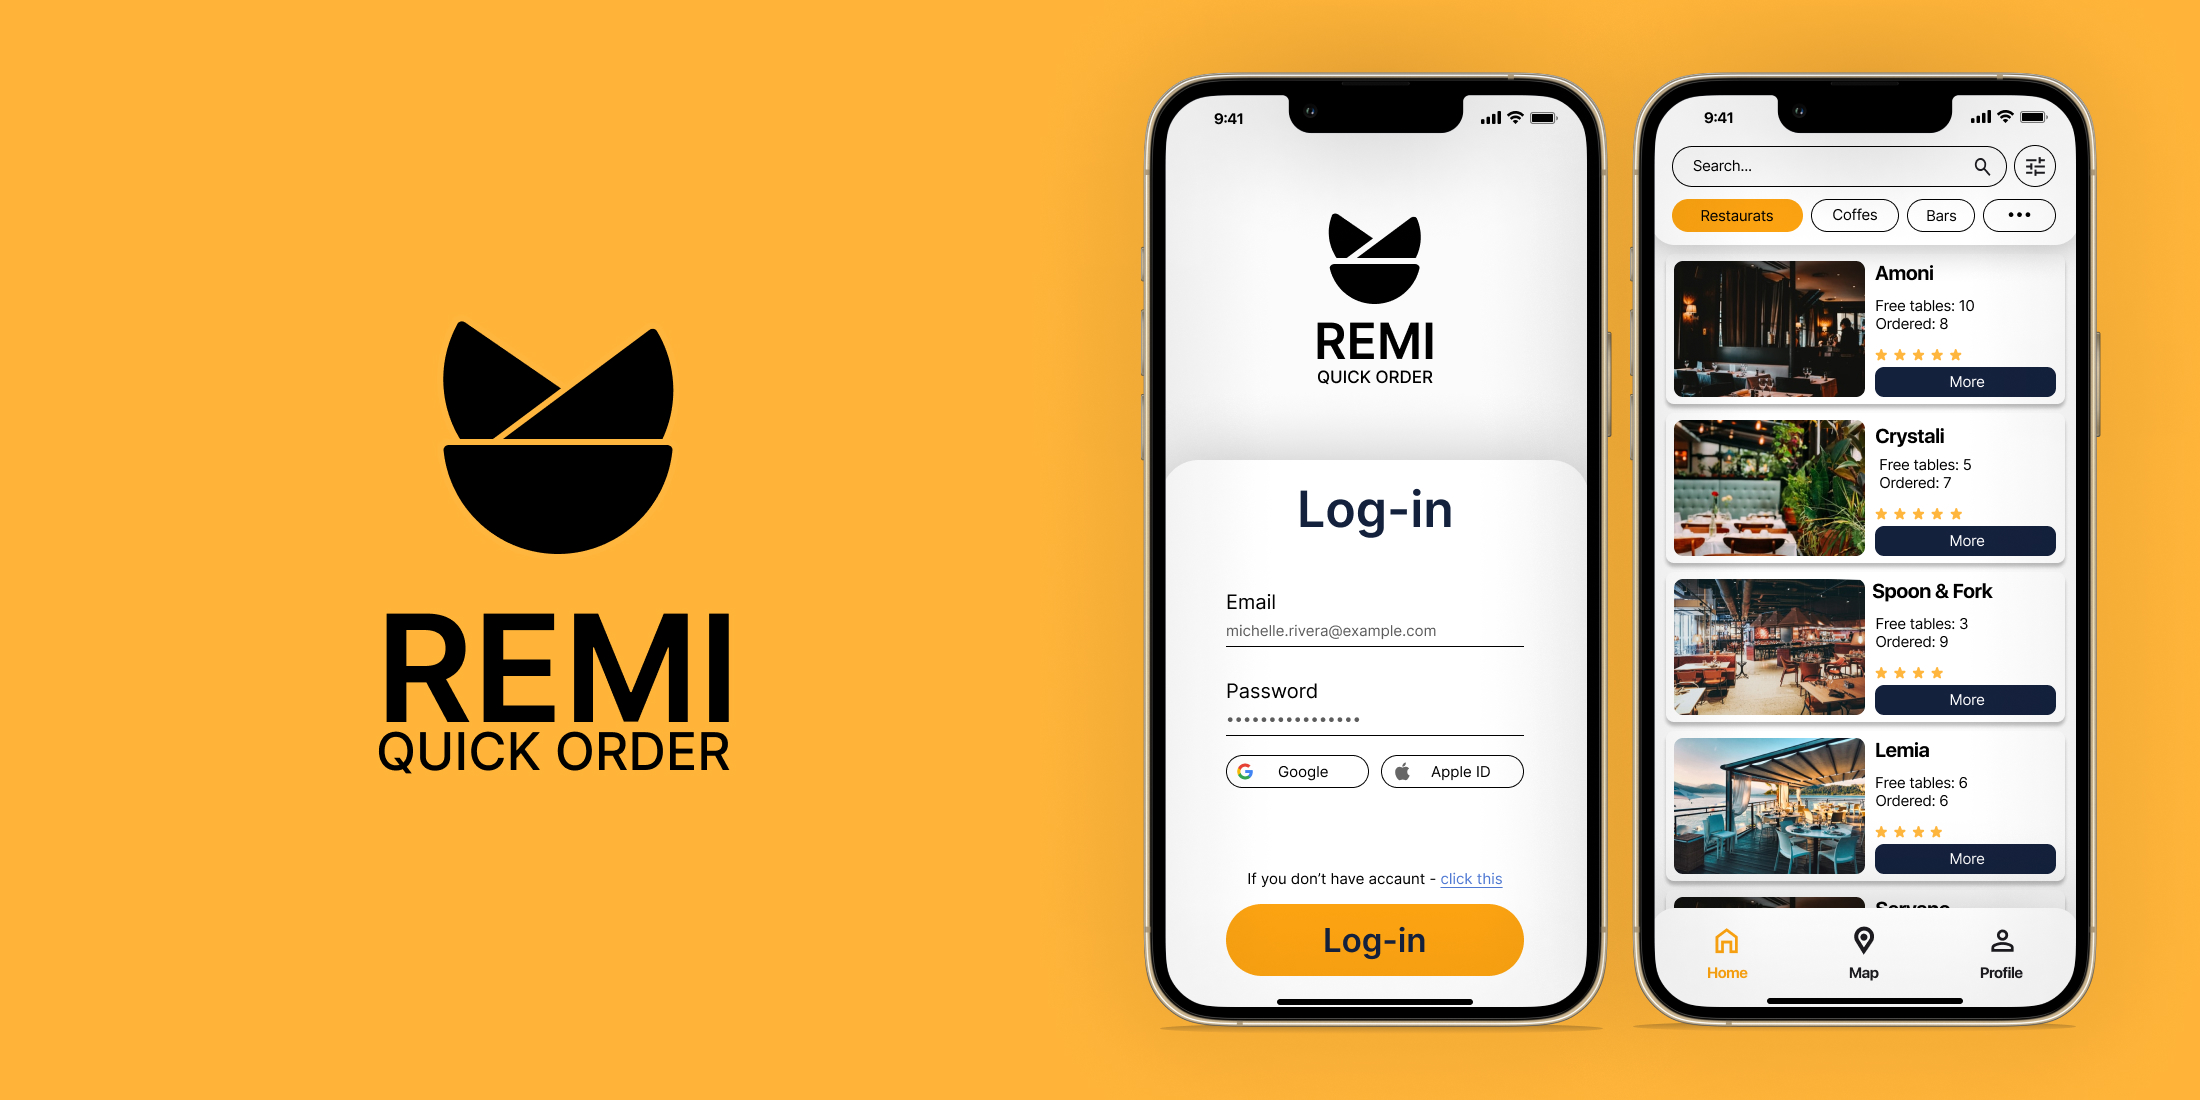 REMI
QUICK ORDER
9:41
REMI
QUICK ORDER
Log-in
Email
michelle.rivera@example.com
Password
••••••••••••••••
Google
Apple ID
If you don't have accaunt - click this
Log-in
9:41
Search...
Restaurats
Coffes
Bars
•••
Amoni
Free tables: 10
Ordered: 8
More
Crystali
Free tables: 5
Ordered: 7
More
Spoon & Fork
Free tables: 3
Ordered: 9
More
Lemia
Free tables: 6
Ordered: 6
More
Home
Map
Profile